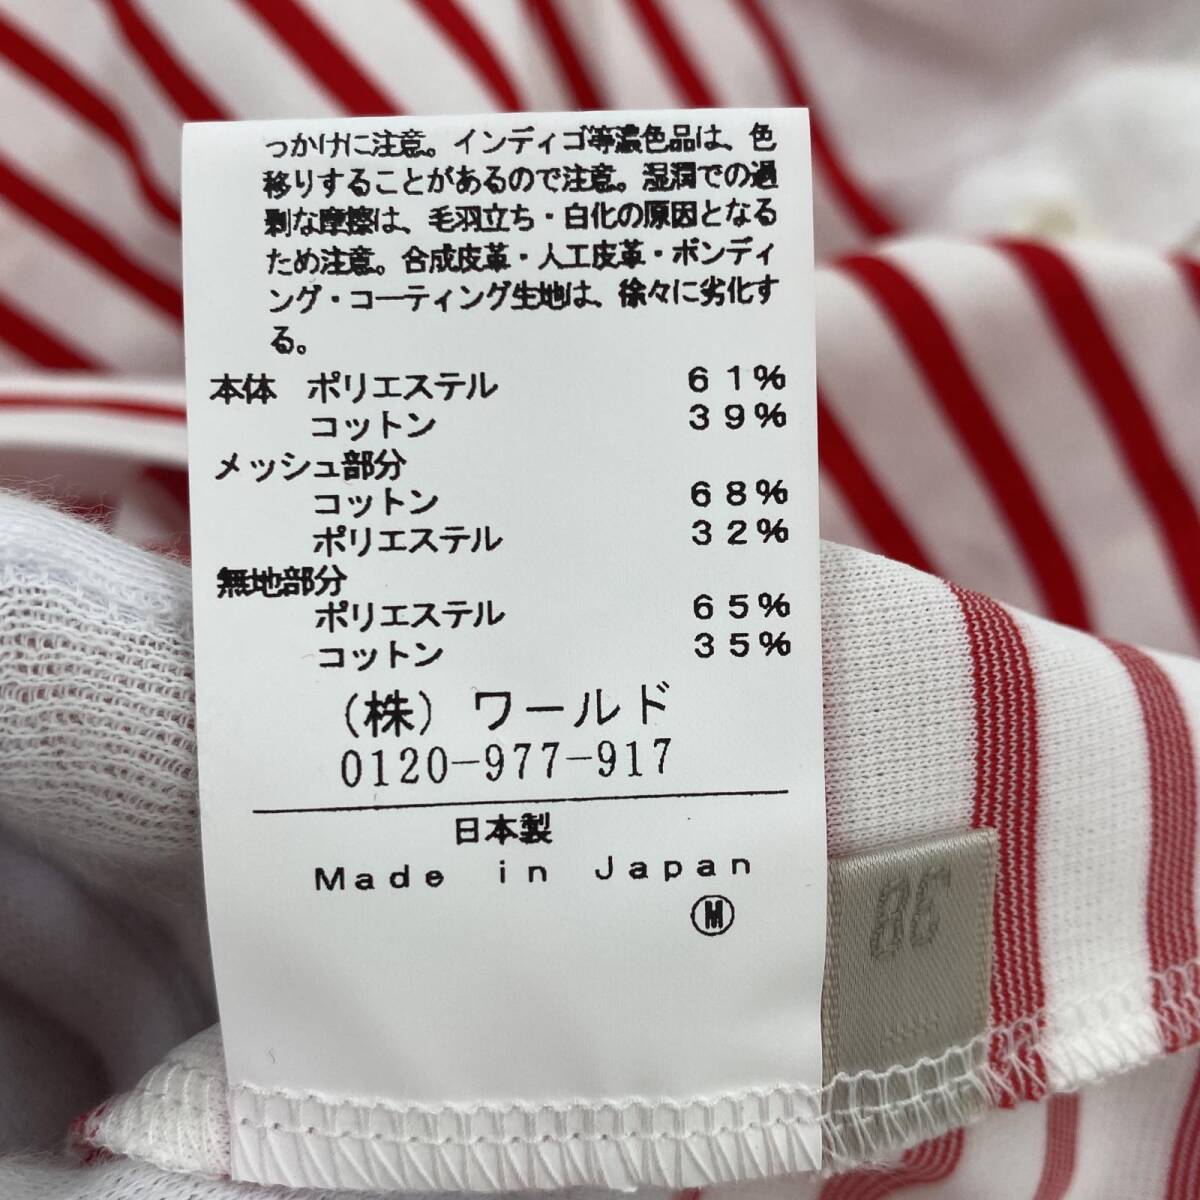 つかけに注意。インディゴ等濃色品は、色
移りすることがあるので注意。湿潤での過
剰な摩擦は、毛羽立ち・白化の原因となる
ため注意。合成皮革・人工皮革・ボンディ
ング・コーティング生地は、徐々に劣化す
る。
本体 ポリエステル 61%
コットン 39%
メッシュ部分
コットン 68%
ポリエステル 32%
無地部分
ポリエステル 65%
コットン 35%
(株)ワールド
0120-977-917
日本製
Made in Japan
M
38